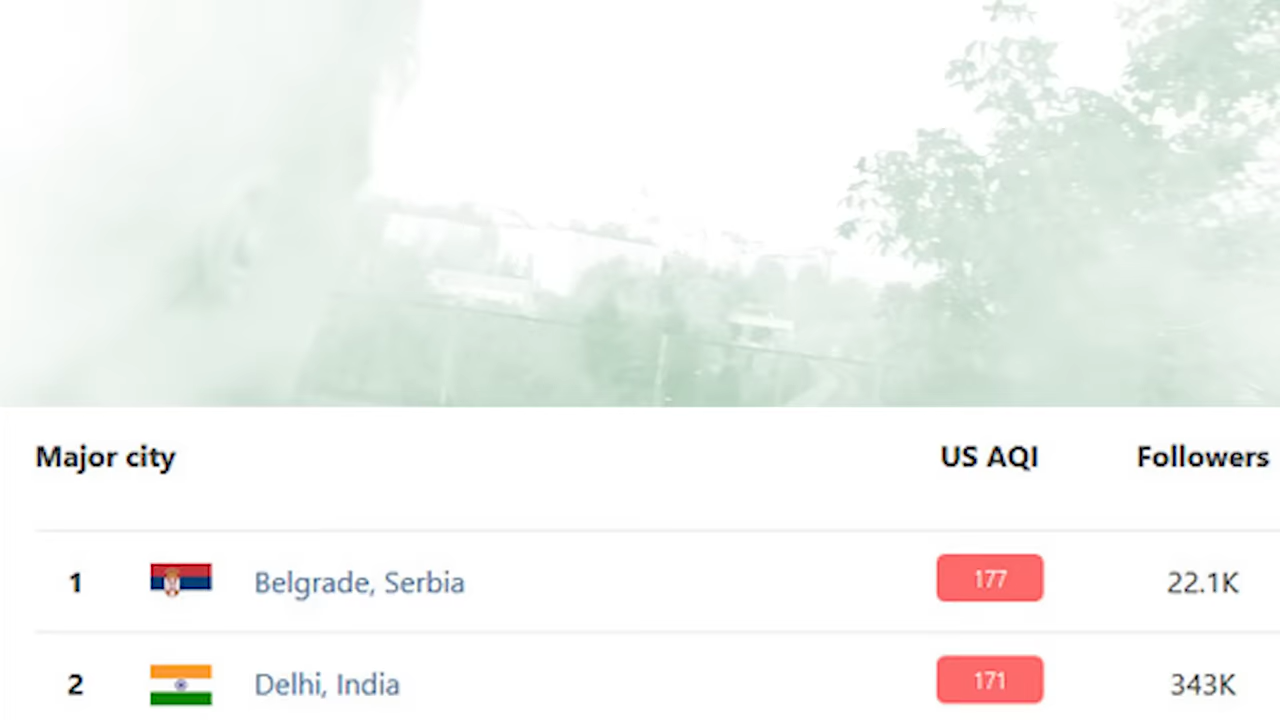 Major city US AQI Followers
1 Belgrade, Serbia 177 22.1K
2 Delhi, India 171 343K